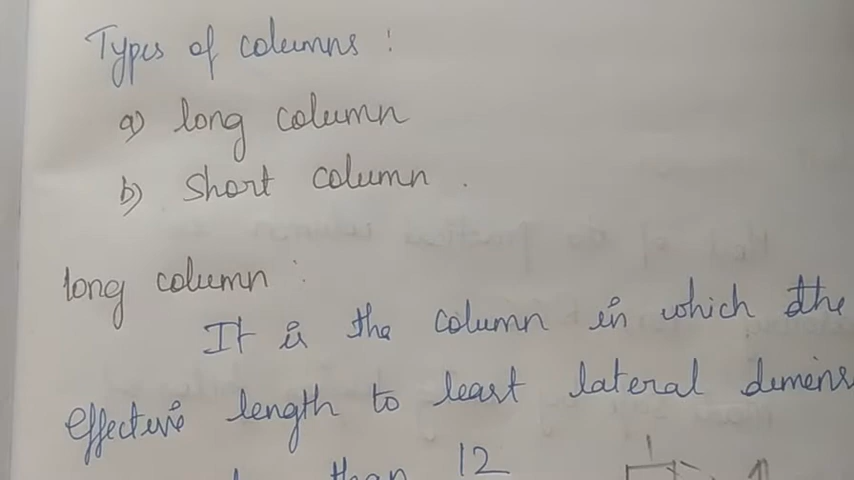 Types of columns :
a) long column
b) short column .
long column :
It is the column in which the
effective length to least lateral dimens
than 12